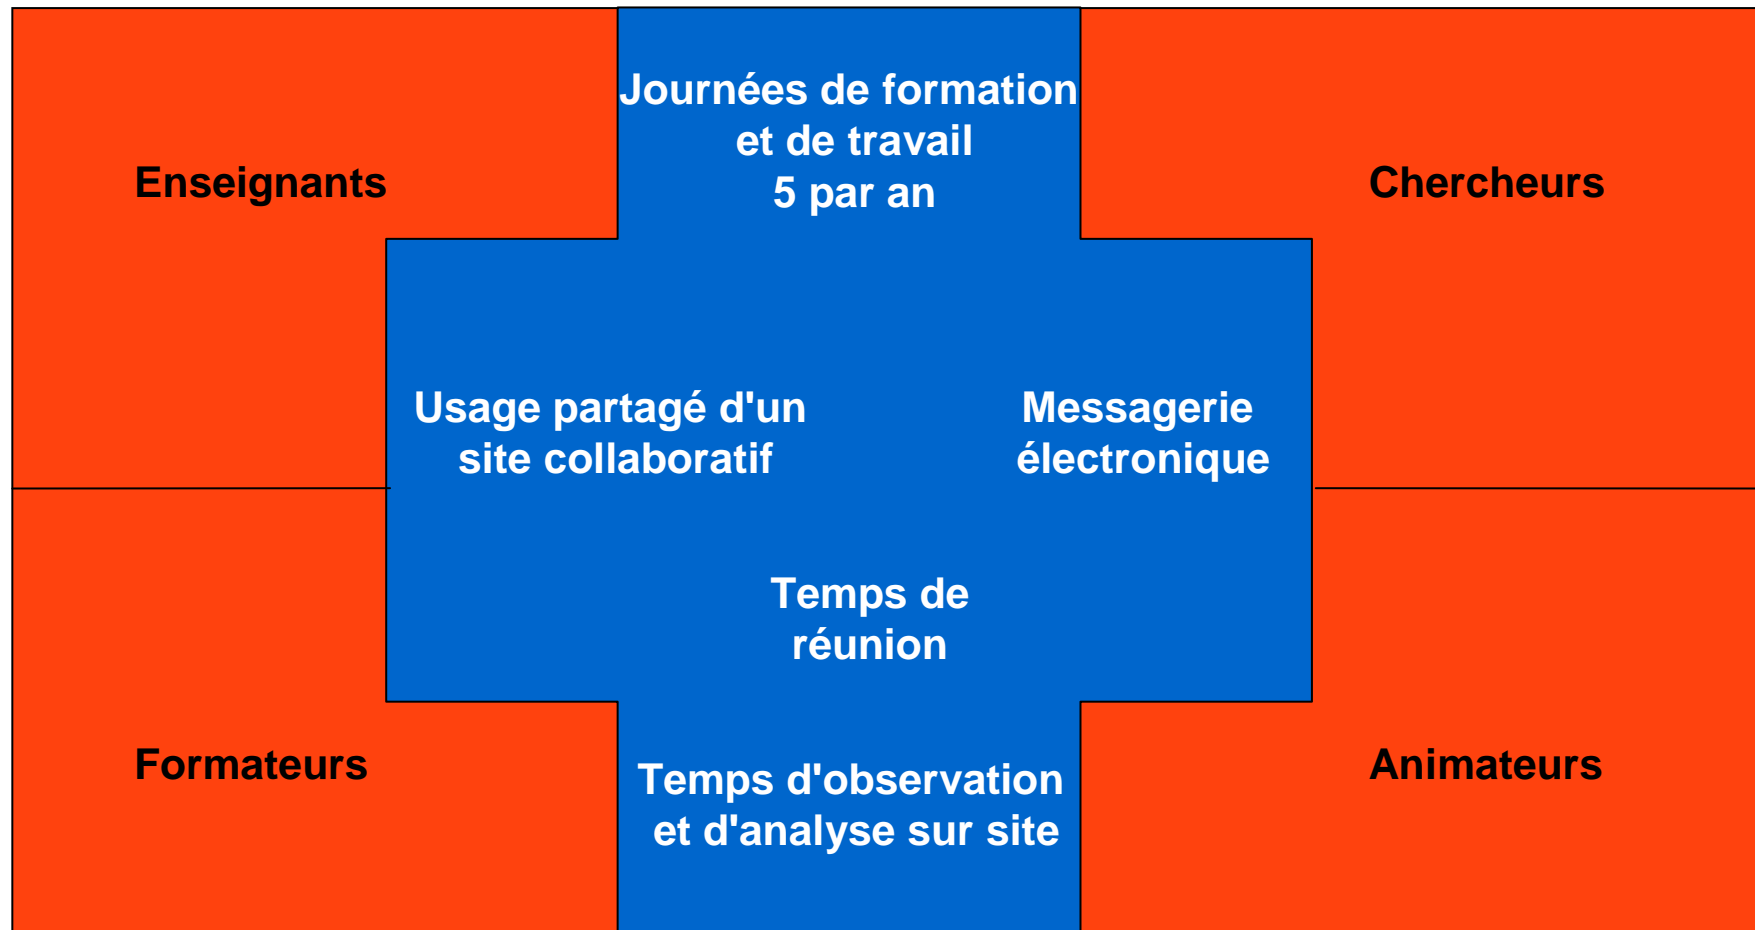 Journées de formation
et de travail
5 par an
Enseignants
Chercheurs
Usage partagé d'un
site collaboratif
Messagerie
électronique
Temps de
réunion
Formateurs
Animateurs
Temps d'observation
et d'analyse sur site